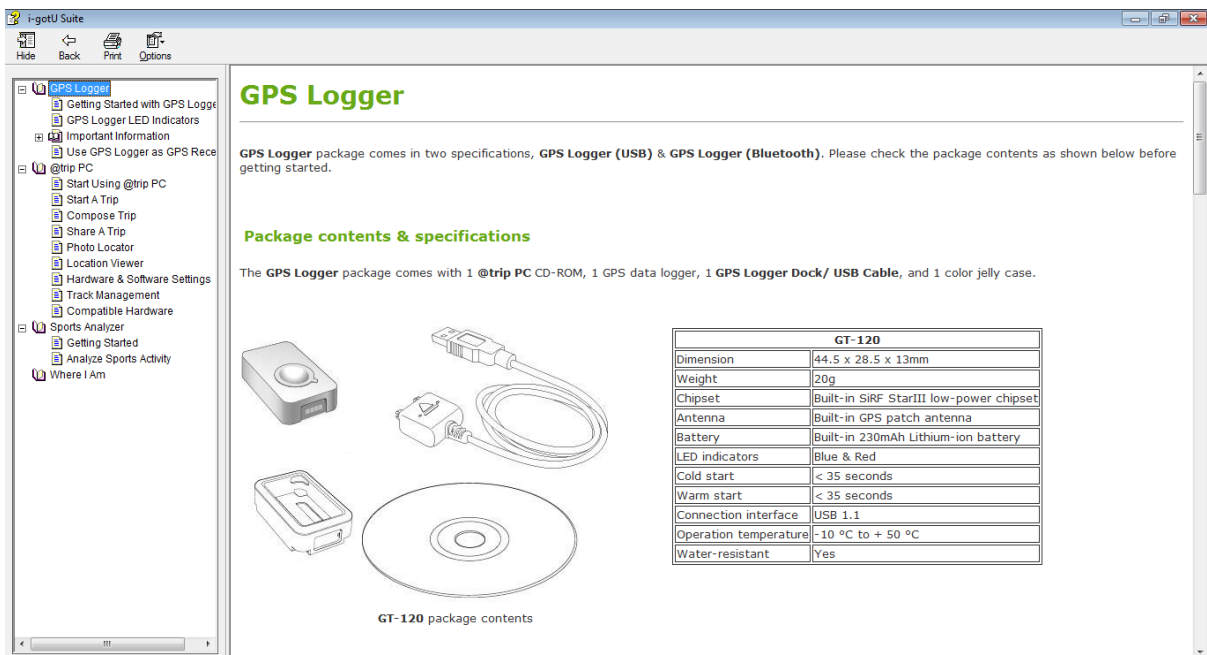 i-gotU Suite
Hide Back Print Options
GPS Logger
Getting Started with GPS Logge
GPS Logger LED Indicators
Important Information
Use GPS Logger as GPS Rece
@trip PC
Start Using @trip PC
Start A Trip
Compose Trip
Share A Trip
Photo Locator
Location Viewer
Hardware & Software Settings
Track Management
Compatible Hardware
Sports Analyzer
Getting Started
Analyze Sports Activity
Where I Am
GPS Logger
GPS Logger package comes in two specifications, GPS Logger (USB) & GPS Logger (Bluetooth). Please check the package contents as shown below before
getting started.
Package contents & specifications
The GPS Logger package comes with 1 @trip PC CD-ROM, 1 GPS data logger, 1 GPS Logger Dock/ USB Cable, and 1 color jelly case.
GT-120
Dimension 44.5 x 28.5 x 13mm
Weight 20g
Chipset Built-in SiRF StarIII low-power chipset
Antenna Built-in GPS patch antenna
Battery Built-in 230mAh Lithium-ion battery
LED indicators Blue & Red
Cold start < 35 seconds
Warm start < 35 seconds
Connection interface USB 1.1
Operation temperature -10 °C to + 50 °C
Water-resistant Yes
GT-120 package contents